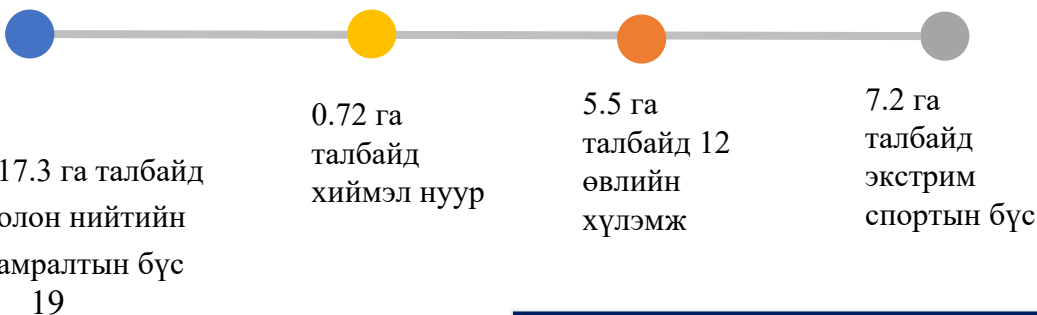 17.3 га талбайд
олон нийтийн
амралтын бүс
0.72 га
талбайд
хиймэл нуур
5.5 га
талбайд 12
өвлийн
хүлэмж
7.2 га
талбайд
экстрим
спортын бүс
19